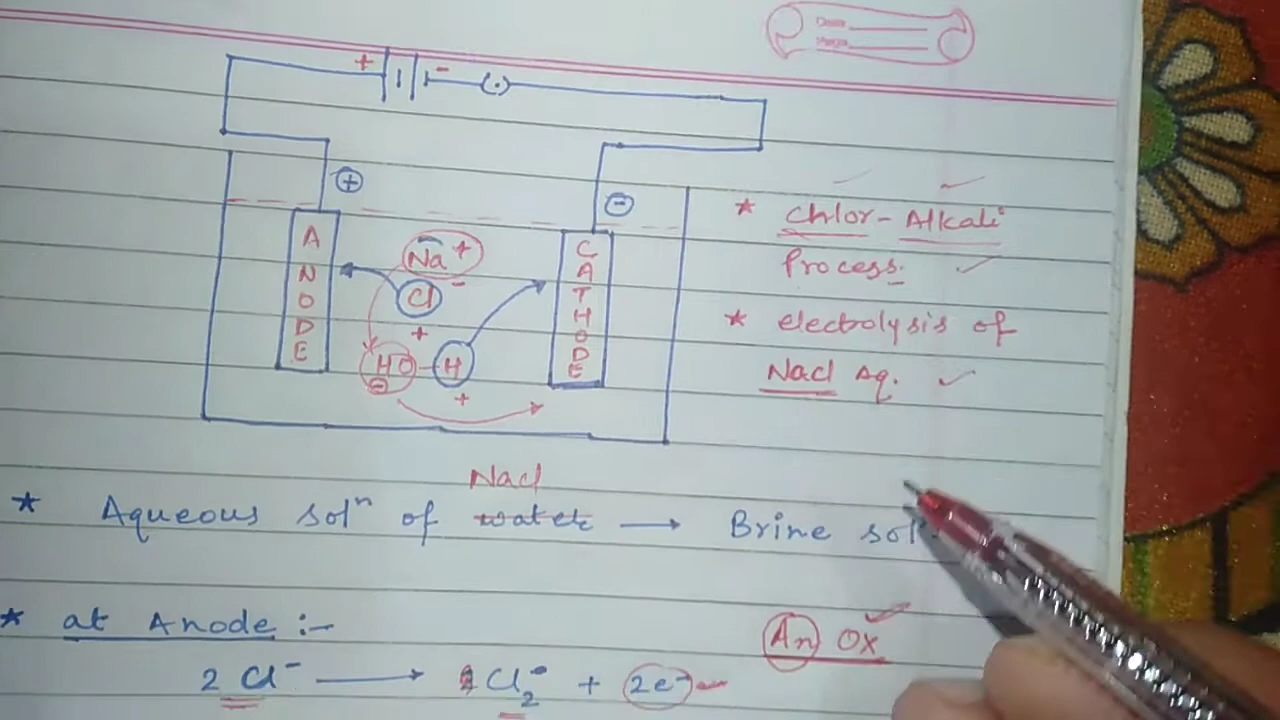 Date
+ -
+
-
ANODE
Na +
Cl -
+
HO - H
-
+
CATHODE
* Chlor-Alkali
Process.
* electrolysis of
Nacl Aq.
Nacl
* Aqueous solⁿ of water → Brine sol
* at Anode :-
An Ox
2 Cl⁻ → Cl₂ + 2e⁻